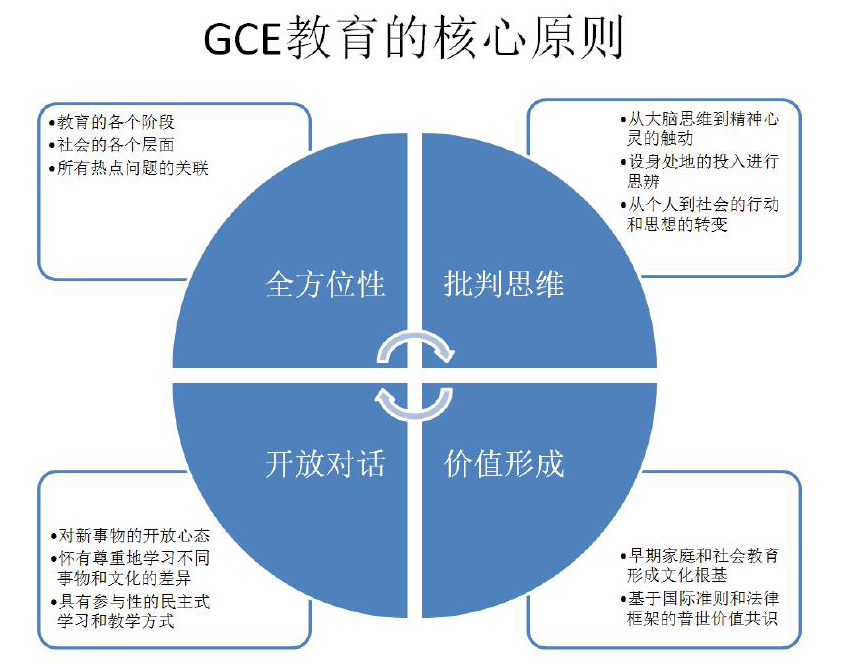 GCE教育的核心原则
•教育的各个阶段
•社会的各个层面
•所有热点问题的关联
•从大脑思维到精神心
灵的触动
•设身处地的投入进行
思辨
•从个人到社会的行动
和思想的转变
全方位性
批判思维
开放对话
价值形成
•对新事物的开放心态
•怀有尊重地学习不同
事物和文化的差异
•具有参与性的民主式
学习和教学方式
•早期家庭和社会教育
形成文化根基
•基于国际准则和法律
框架的普世价值共识